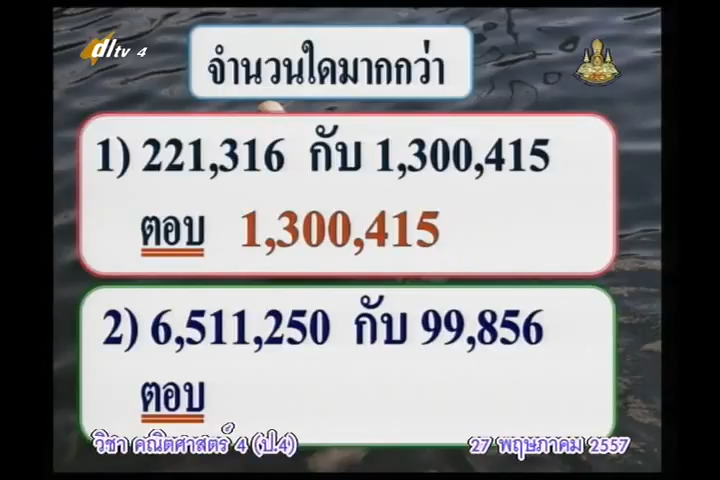 dltv 4
จำนวนใดมากกว่า
1) 221,316 กับ 1,300,415
ตอบ 1,300,415
2) 6,511,250 กับ 99,856
ตอบ
วิชา คณิตศาสตร์ 4 (ป.4) 27 พฤษภาคม 2557